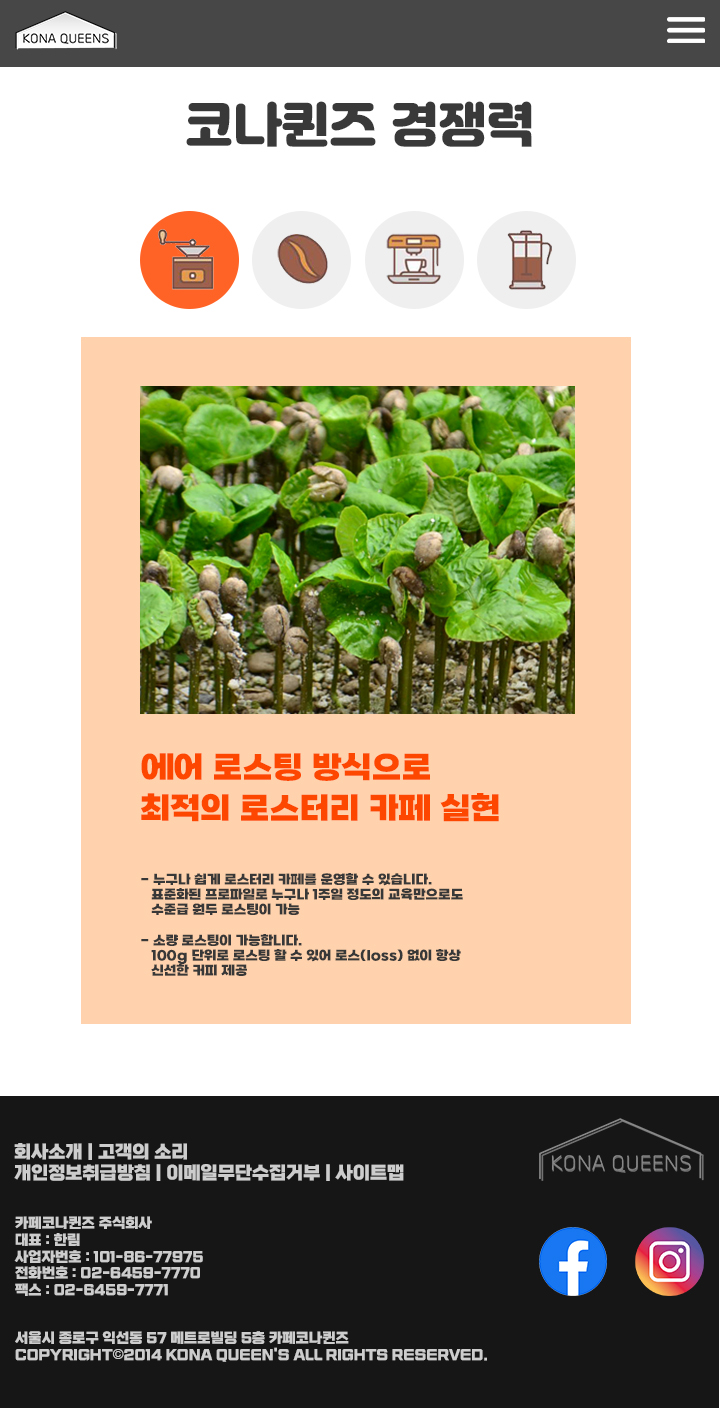 KONA QUEENS
코나퀸즈 경쟁력
에어 로스팅 방식으로
최적의 로스터리 카페 실현
- 누구나 쉽게 로스터리 카페를 운영할 수 있습니다.
표준화된 프로파일로 누구나 1주일 정도의 교육만으로도
수준급 원두 로스팅이 가능
- 소량 로스팅이 가능합니다.
100g 단위로 로스팅 할 수 있어 로스(loss) 없이 항상
신선한 커피 제공
회사소개 | 고객의 소리
개인정보취급방침 | 이메일무단수집거부 | 사이트맵
KONA QUEENS
카페코나퀸즈 주식회사
대표 : 한림
사업자번호 : 101-86-77975
전화번호 : 02-6459-7770
팩스 : 02-6459-7771
서울시 종로구 익선동 57 메트로빌딩 5층 카페코나퀸즈
COPYRIGHT©2014 KONA QUEEN'S ALL RIGHTS RESERVED.